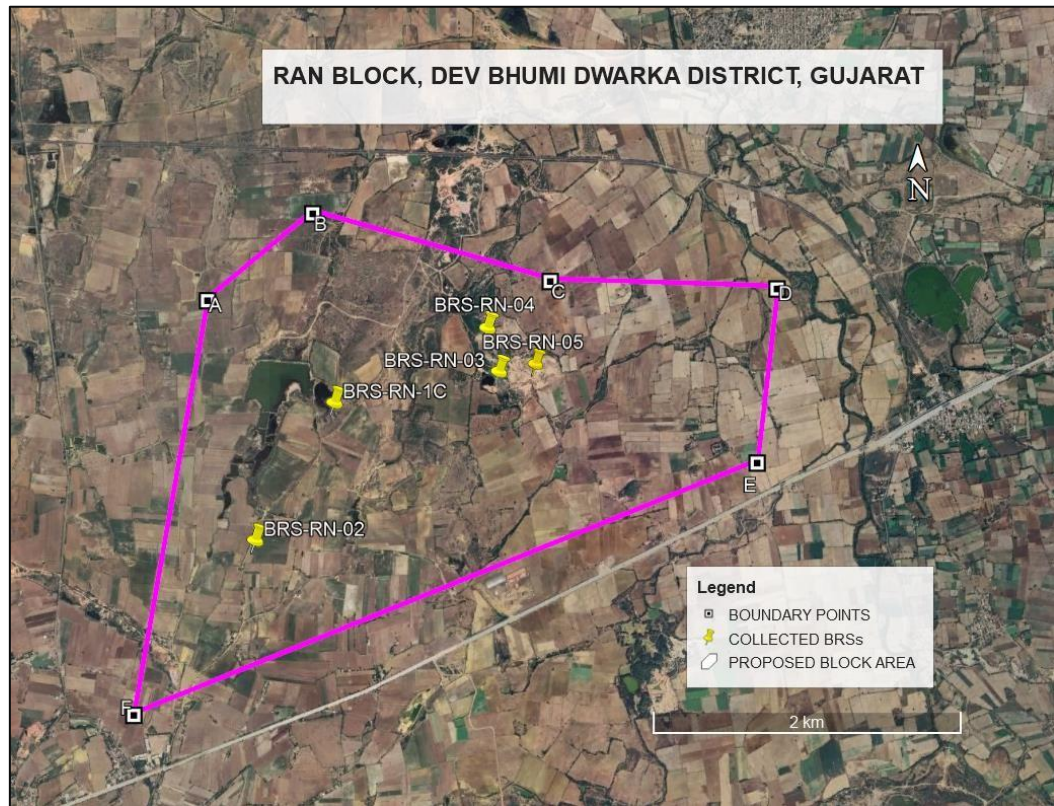 RAN BLOCK, DEV BHUMI DWARKA DISTRICT, GUJARAT
N
B
A
C
D
BRS-RN-04
BRS-RN-05
BRS-RN-03
BRS-RN-1C
E
BRS-RN-02
Legend
BOUNDARY POINTS
COLLECTED BRSs
PROPOSED BLOCK AREA
F
2 km